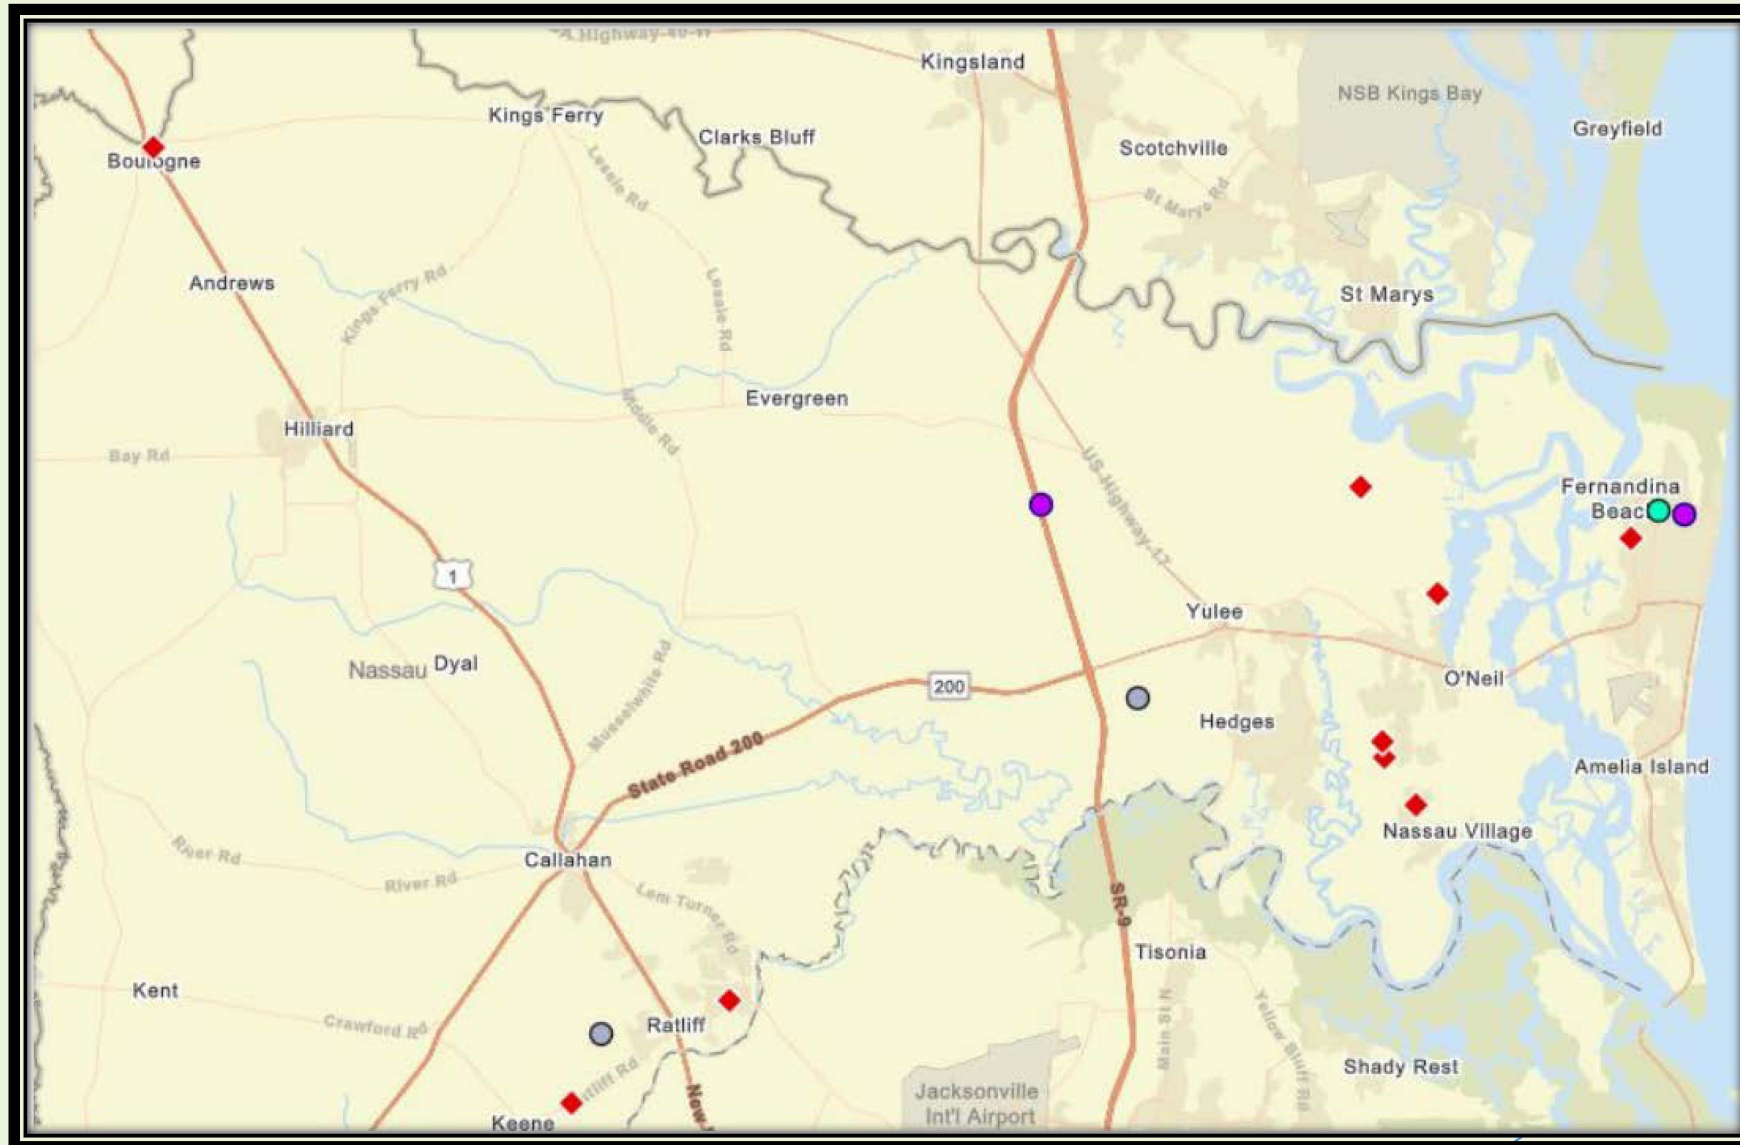 Highway-40-W
Kingsland
NSB Kings Bay
Kings Ferry
Greyfield
Clarks Bluff
Scotchville
Boulogne
Lessie Rd
St Marys Rd
Andrews
Kings Ferry Rd
Lessie Rd
St Marys
Evergreen
Middle Rd
Hilliard
Bay Rd
US Highway-17
Fernandina
Beac
1
Yulee
Nassau
Dyal
Musselwhite Rd
200
O'Neil
Hedges
State Road 200
Amelia Island
Nassau Village
River Rd
Callahan
River Rd
Lem Turner Rd
SR-9
Tisonia
Kent
Crawford Rd
Ratliff
Main St N
Yellow Bluff Rd
Ratliff Rd
Shady Rest
Jacksonville
Int'l Airport
New
Keene